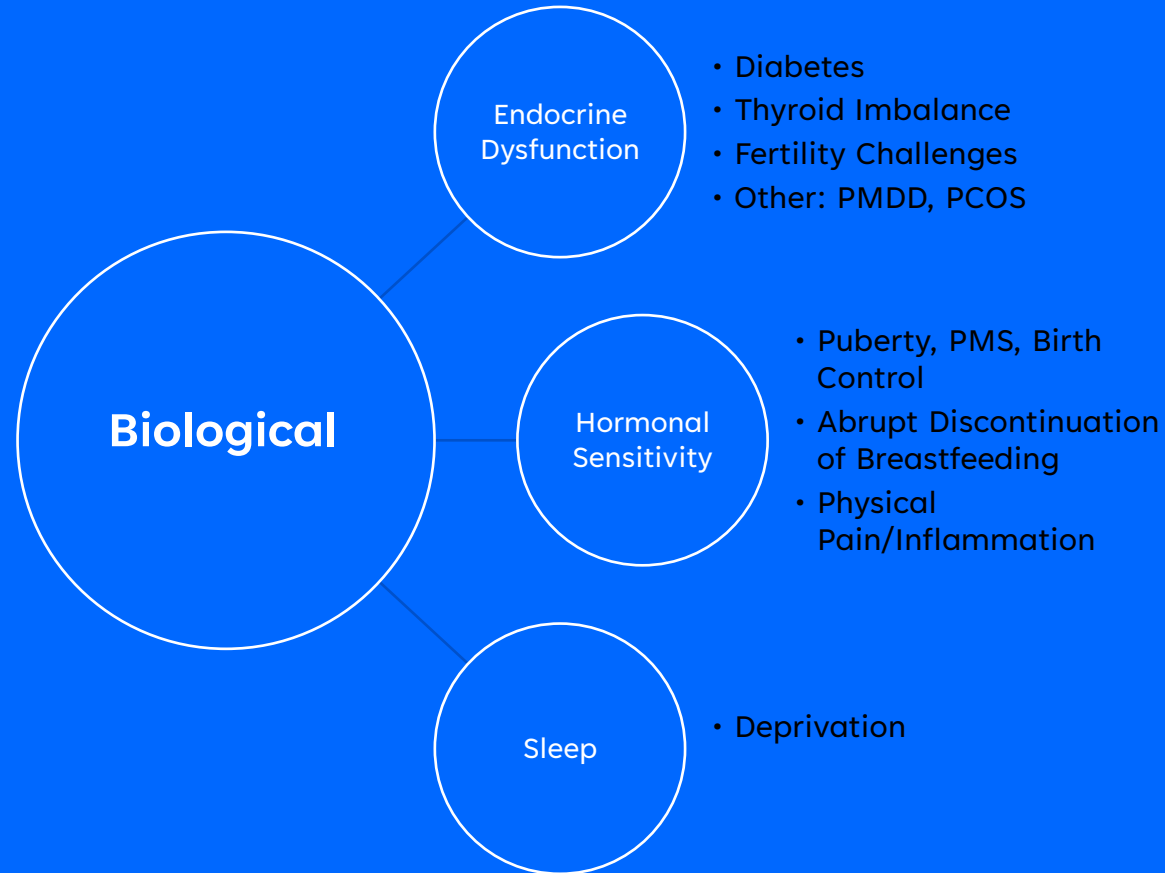 Biological
Endocrine
Dysfunction
• Diabetes
• Thyroid Imbalance
• Fertility Challenges
• Other: PMDD, PCOS
Hormonal
Sensitivity
• Puberty, PMS, Birth
Control
• Abrupt Discontinuation
of Breastfeeding
• Physical
Pain/Inflammation
Sleep
• Deprivation